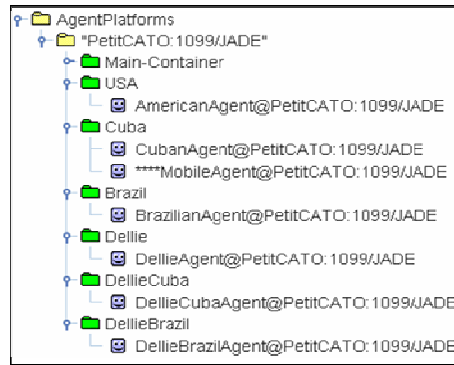 AgentPlatforms
"PetitCATO:1099/JADE"
Main-Container
USA
AmericanAgent@PetitCATO:1099/JADE
Cuba
CubanAgent@PetitCATO:1099/JADE
****MobileAgent@PetitCATO:1099/JADE
Brazil
BrazilianAgent@PetitCATO:1099/JADE
Dellie
DellieAgent@PetitCATO:1099/JADE
DellieCuba
DellieCubaAgent@PetitCATO:1099/JADE
DellieBrazil
DellieBrazilAgent@PetitCATO:1099/JADE